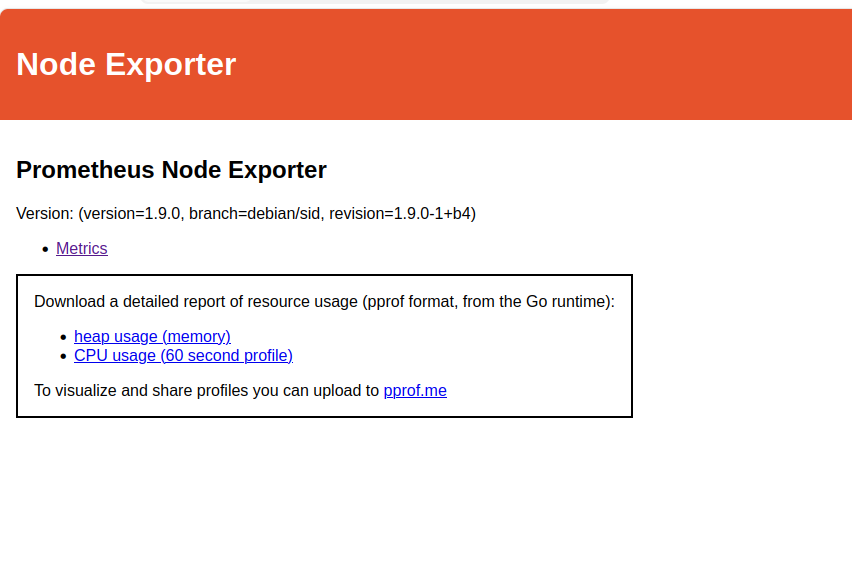 Node Exporter
Prometheus Node Exporter
Version: (version=1.9.0, branch=debian/sid, revision=1.9.0-1+b4)
Metrics
Download a detailed report of resource usage (pprof format, from the Go runtime):
heap usage (memory)
CPU usage (60 second profile)
To visualize and share profiles you can upload to pprof.me